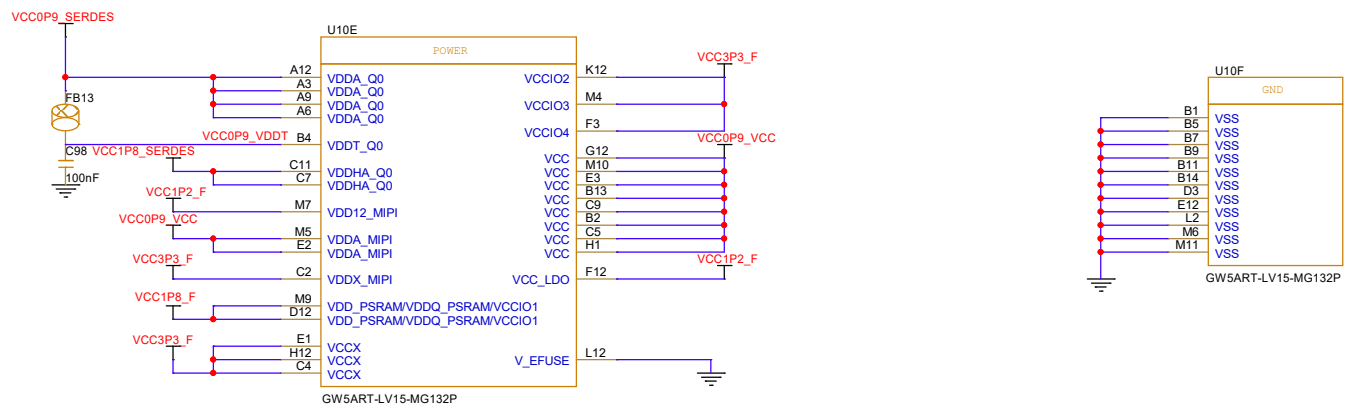 VCC0P9_SERDES
U10E
POWER
A12 VDDA_Q0
A3 VDDA_Q0
A9 VDDA_Q0
A6 VDDA_Q0
FB13
VCC0P9_VDDT
B4 VDDT_Q0
C98
100nF
VCC1P8_SERDES
C11 VDDHA_Q0
C7 VDDHA_Q0
VCC1P2_F
M7 VDD12_MIPI
VCC0P9_VCC
M5 VDDA_MIPI
E2 VDDA_MIPI
VCC3P3_F
C2 VDDX_MIPI
VCC1P8_F
M9 VDD_PSRAM/VDDQ_PSRAM/VCCIO1
D12 VDD_PSRAM/VDDQ_PSRAM/VCCIO1
VCC3P3_F
E1 VCCX
H12 VCCX
C4 VCCX
VCC3P3_F
VCCIO2 K12
VCCIO3 M4
VCCIO4 F3
VCC0P9_VCC
VCC G12
VCC M10
VCC E3
VCC B13
VCC C9
VCC B2
VCC C5
VCC H1
VCC1P2_F
VCC_LDO F12
V_EFUSE L12
GW5ART-LV15-MG132P
U10F
GND
B1 VSS
B5 VSS
B7 VSS
B9 VSS
B11 VSS
B14 VSS
D3 VSS
E12 VSS
L2 VSS
M6 VSS
M11 VSS
GW5ART-LV15-MG132P